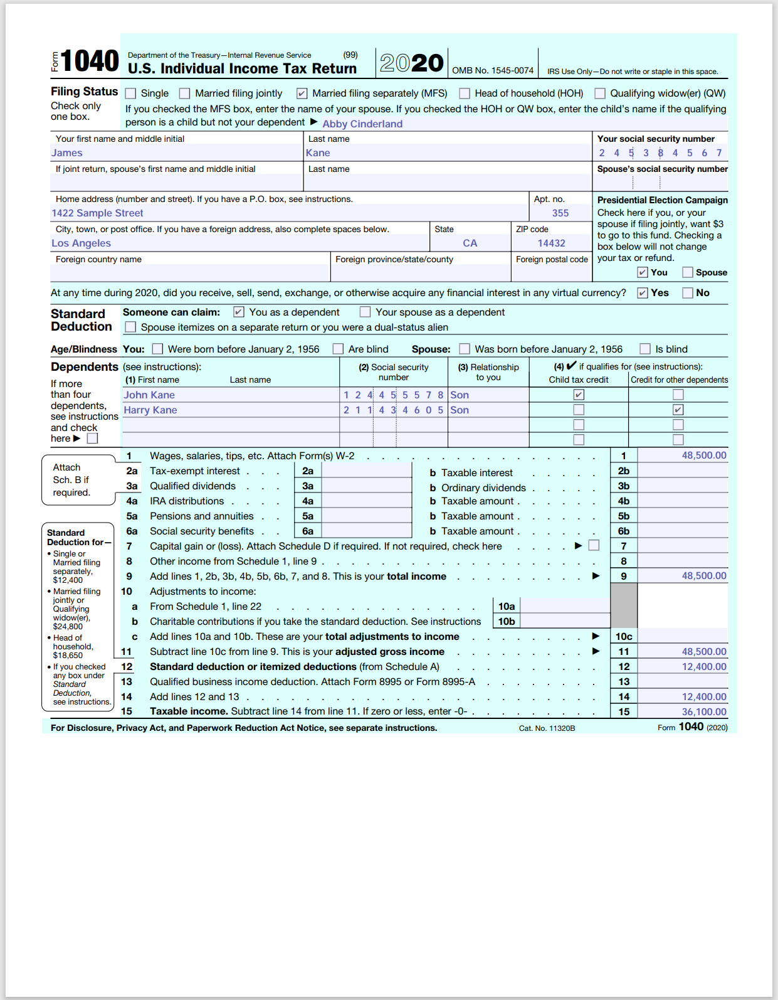 Form 1040 Department of the Treasury—Internal Revenue Service (99) U.S. Individual Income Tax Return 2020 OMB No. 1545-0074 IRS Use Only—Do not write or staple in this space.
Filing Status Single Married filing jointly ✔ Married filing separately (MFS) Head of household (HOH) Qualifying widow(er) (QW)
Check only one box.
If you checked the MFS box, enter the name of your spouse. If you checked the HOH or QW box, enter the child's name if the qualifying
person is a child but not your dependent ▶ Abby Cinderland
Your first name and middle initial Last name Your social security number
James Kane 2 4 5 3 8 4 5 6 7
If joint return, spouse's first name and middle initial Last name Spouse's social security number
Home address (number and street). If you have a P.O. box, see instructions. Apt. no.
1422 Sample Street 355
City, town, or post office. If you have a foreign address, also complete spaces below. State ZIP code
Los Angeles CA 14432
Foreign country name Foreign province/state/county Foreign postal code
Presidential Election Campaign
Check here if you, or your
spouse if filing jointly, want $3
to go to this fund. Checking a
box below will not change
your tax or refund.
✔ You Spouse
At any time during 2020, did you receive, sell, send, exchange, or otherwise acquire any financial interest in any virtual currency? ✔ Yes No
Standard Deduction
Someone can claim: ✔ You as a dependent Your spouse as a dependent
Spouse itemizes on a separate return or you were a dual-status alien
Age/Blindness You: Were born before January 2, 1956 Are blind Spouse: Was born before January 2, 1956 Is blind
Dependents (see instructions): (2) Social security number (3) Relationship to you (4) ✔ if qualifies for (see instructions):
(1) First name Last name Child tax credit Credit for other dependents
If more
than four
dependents,
see instructions
and check
here ▶
John Kane 1 2 4 4 5 5 5 7 8 Son ✔
Harry Kane 2 1 1 4 3 4 6 0 5 Son ✔
Attach
Sch. B if
required.
1 Wages, salaries, tips, etc. Attach Form(s) W-2 . . . . . . . . . . . . . . . . 1 48,500.00
2a Tax-exempt interest . . . 2a b Taxable interest . . . . . 2b
3a Qualified dividends . . . 3a b Ordinary dividends . . . . . 3b
4a IRA distributions . . . . 4a b Taxable amount . . . . . . 4b
5a Pensions and annuities . . 5a b Taxable amount . . . . . . 5b
6a Social security benefits . . 6a b Taxable amount . . . . . . 6b
7 Capital gain or (loss). Attach Schedule D if required. If not required, check here . . . . ▶ 7
8 Other income from Schedule 1, line 9 . . . . . . . . . . . . . . . . . . . 8
9 Add lines 1, 2b, 3b, 4b, 5b, 6b, 7, and 8. This is your total income . . . . . . . . . ▶ 9 48,500.00
10 Adjustments to income:
a From Schedule 1, line 22 . . . . . . . . . . . . . . 10a
b Charitable contributions if you take the standard deduction. See instructions 10b
c Add lines 10a and 10b. These are your total adjustments to income . . . . . . . . ▶ 10c
11 Subtract line 10c from line 9. This is your adjusted gross income . . . . . . . . . ▶ 11 48,500.00
12 Standard deduction or itemized deductions (from Schedule A) . . . . . . . . . . 12 12,400.00
13 Qualified business income deduction. Attach Form 8995 or Form 8995-A . . . . . . . . 13
14 Add lines 12 and 13 . . . . . . . . . . . . . . . . . . . . . . . . 14 12,400.00
15 Taxable income. Subtract line 14 from line 11. If zero or less, enter -0- . . . . . . . . . 15 36,100.00
Standard
Deduction for—
• Single or
Married filing
separately,
$12,400
• Married filing
jointly or
Qualifying
widow(er),
$24,800
• Head of
household,
$18,650
• If you checked
any box under
Standard
Deduction,
see instructions.
For Disclosure, Privacy Act, and Paperwork Reduction Act Notice, see separate instructions. Cat. No. 11320B Form 1040 (2020)